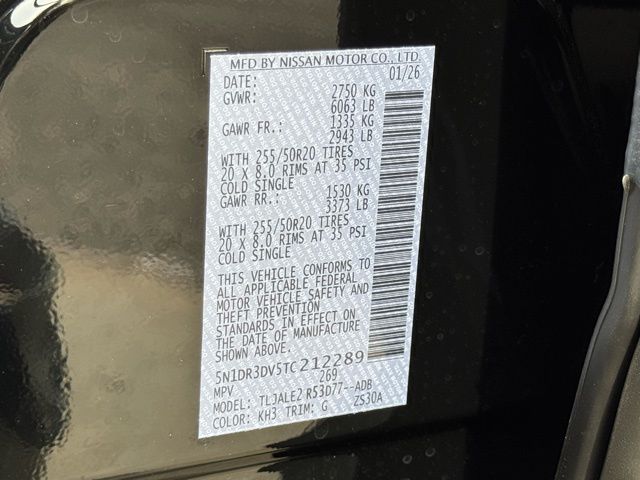 MFD BY NISSAN MOTOR CO., LTD.
DATE: 01/26
GVWR: 2750 KG
6063 LB
GAWR FR.: 1335 KG
2943 LB
WITH 255/50R20 TIRES
20 X 8.0 RIMS AT 35 PSI
COLD SINGLE
GAWR RR.: 1530 KG
3373 LB
WITH 255/50R20 TIRES
20 X 8.0 RIMS AT 35 PSI
COLD SINGLE
THIS VEHICLE CONFORMS TO
ALL APPLICABLE FEDERAL
MOTOR VEHICLE SAFETY AND
THEFT PREVENTION
STANDARDS IN EFFECT ON
THE DATE OF MANUFACTURE
SHOWN ABOVE.
5N1DR3DV5TC212289
MPV 269
MODEL: TLJALE2 R53D77--ADB
COLOR: KH3 TRIM: G ZS30A